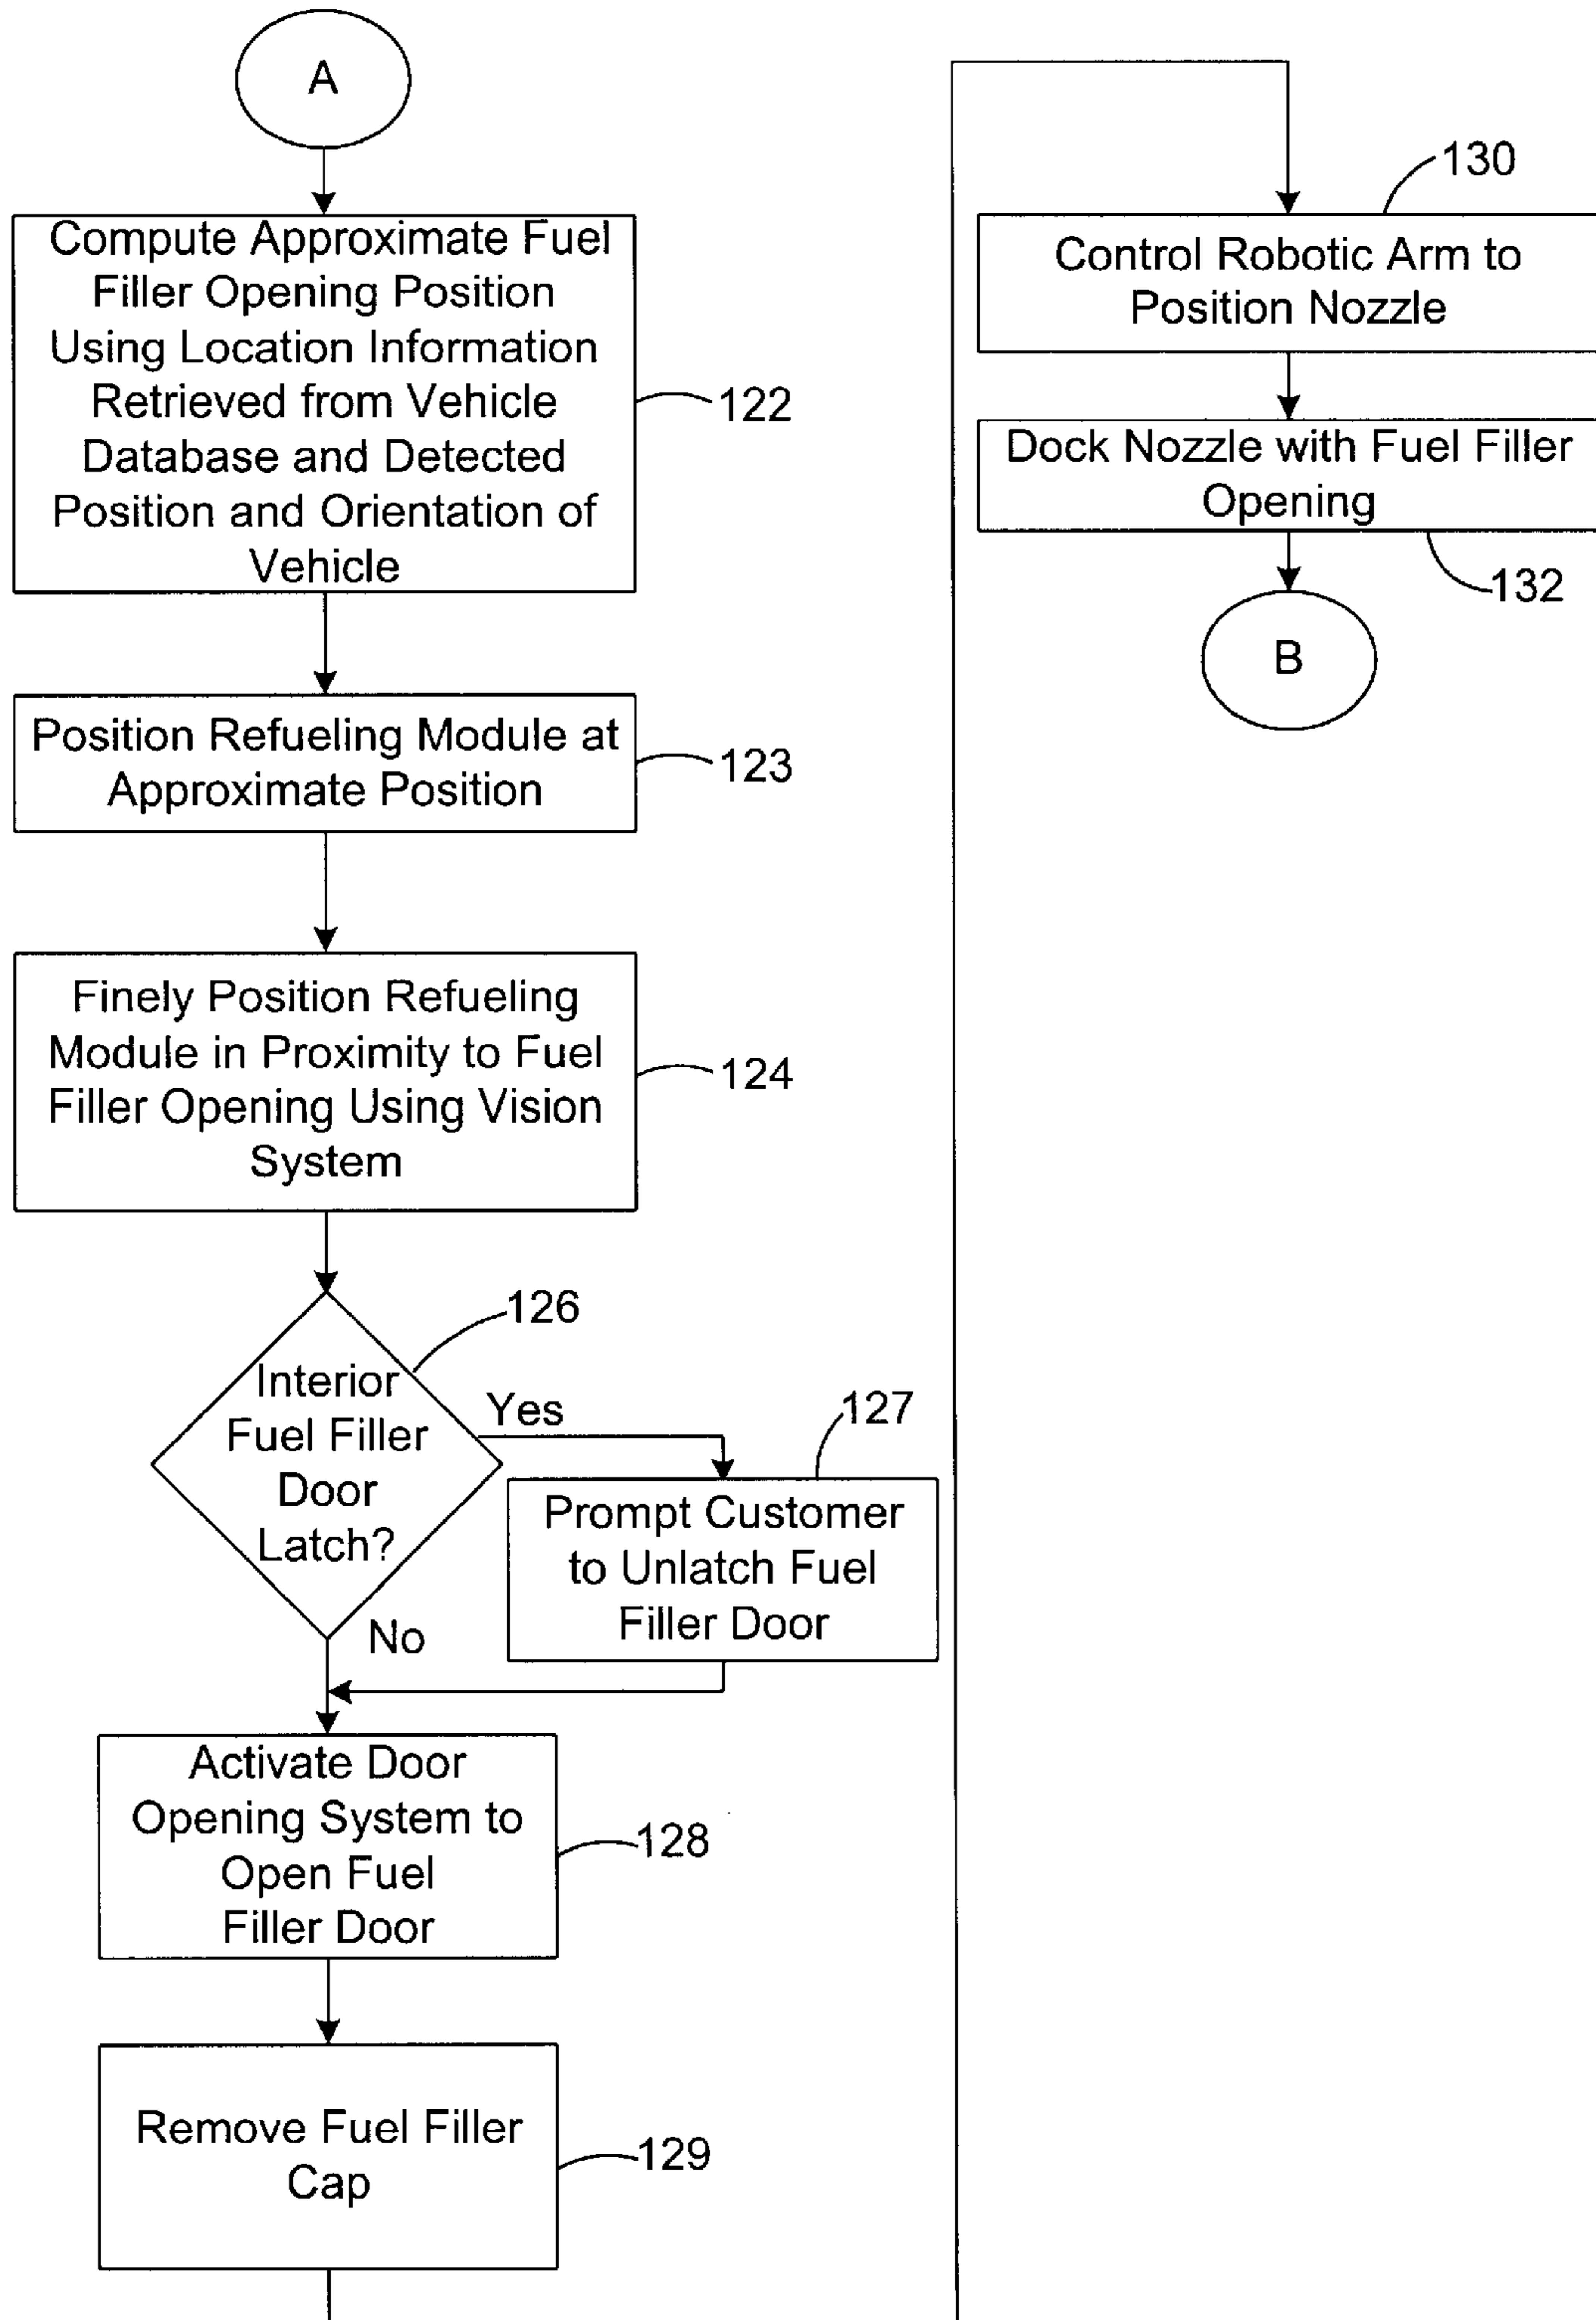 A
Compute Approximate Fuel
Filler Opening Position
Using Location Information
Retrieved from Vehicle
Database and Detected
Position and Orientation of
Vehicle
122
Position Refueling Module at
Approximate Position
123
Finely Position Refueling
Module in Proximity to Fuel
Filler Opening Using Vision
System
124
Interior
Fuel Filler
Door
Latch?
126
Yes
No
Prompt Customer
to Unlatch Fuel
Filler Door
127
Activate Door
Opening System to
Open Fuel
Filler Door
128
Remove Fuel Filler
Cap
129
Control Robotic Arm to
Position Nozzle
130
Dock Nozzle with Fuel Filler
Opening
132
B